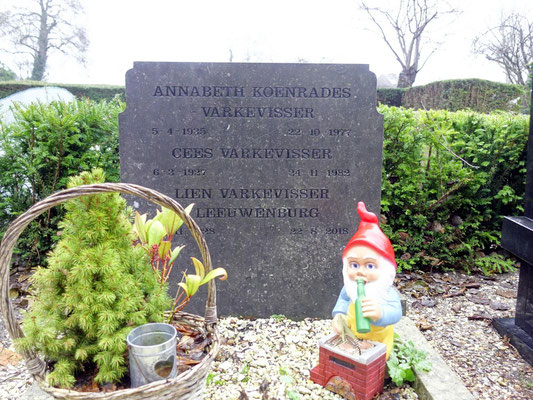 ANNABETH KOENRADES
-VARKEVISSER
5-4-1935 22-10-1977
CEES VARKEVISSER
6-3-1927 24-11-1982
LIEN VARKEVISSER
LEEUWENBURG
22-8-2018